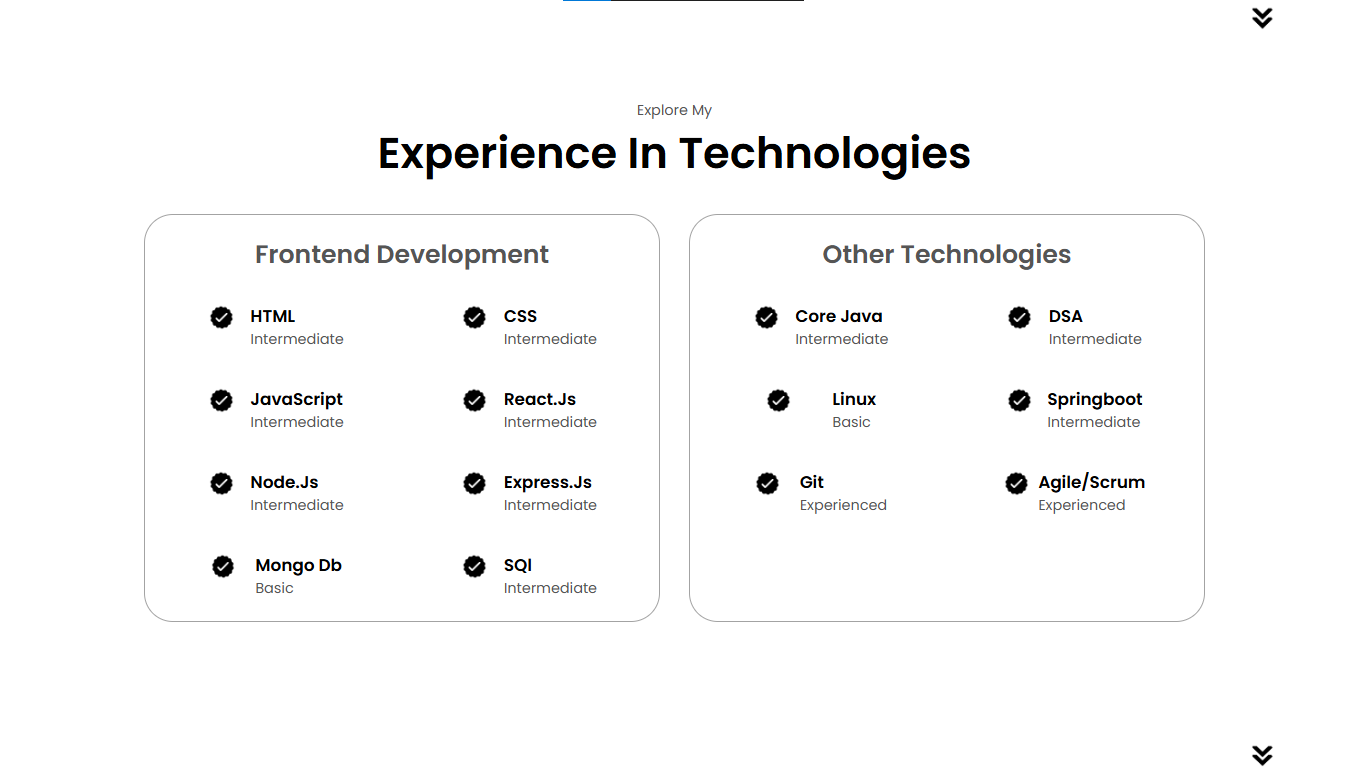 Explore My
Experience In Technologies
Frontend Development
HTML
Intermediate
CSS
Intermediate
JavaScript
Intermediate
React.Js
Intermediate
Node.Js
Intermediate
Express.Js
Intermediate
Mongo Db
Basic
SQl
Intermediate
Other Technologies
Core Java
Intermediate
DSA
Intermediate
Linux
Basic
Springboot
Intermediate
Git
Experienced
Agile/Scrum
Experienced